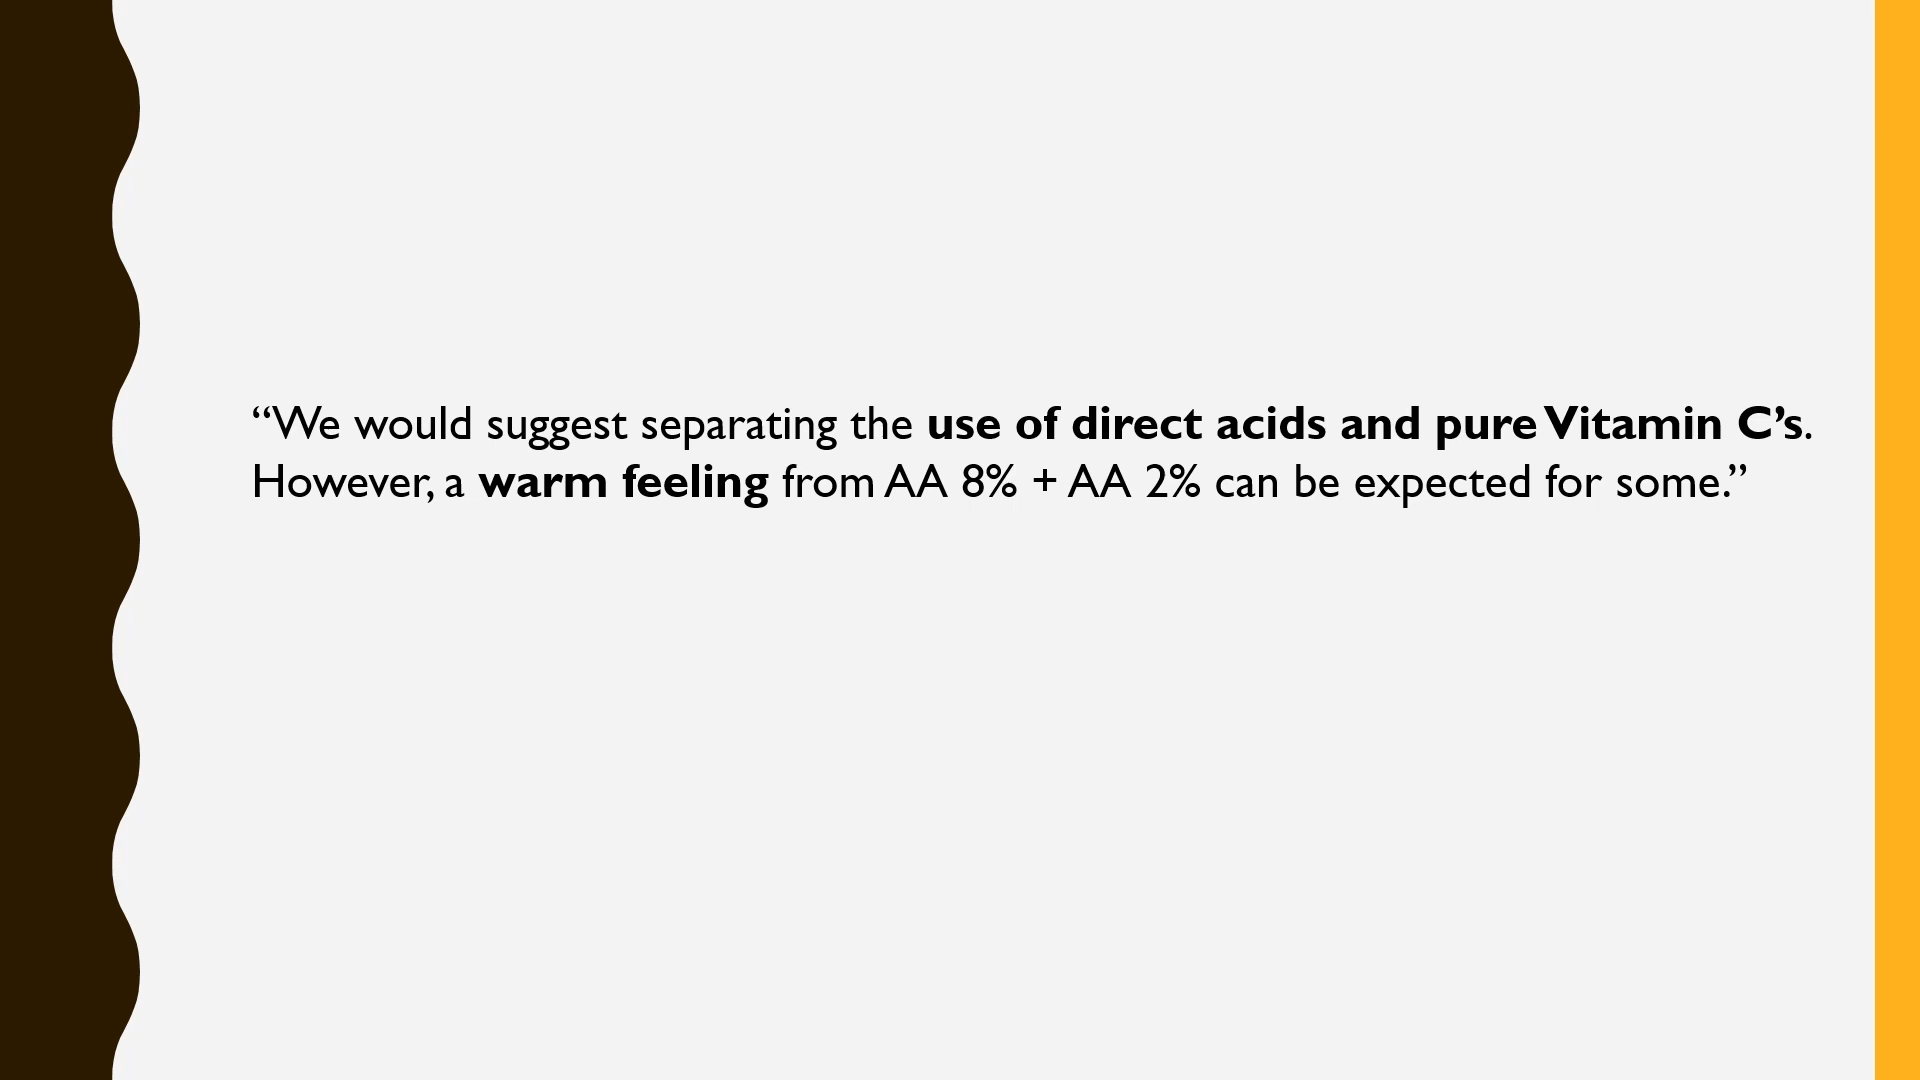 “We would suggest separating the use of direct acids and pure Vitamin C’s.
However, a warm feeling from AA 8% + AA 2% can be expected for some.”